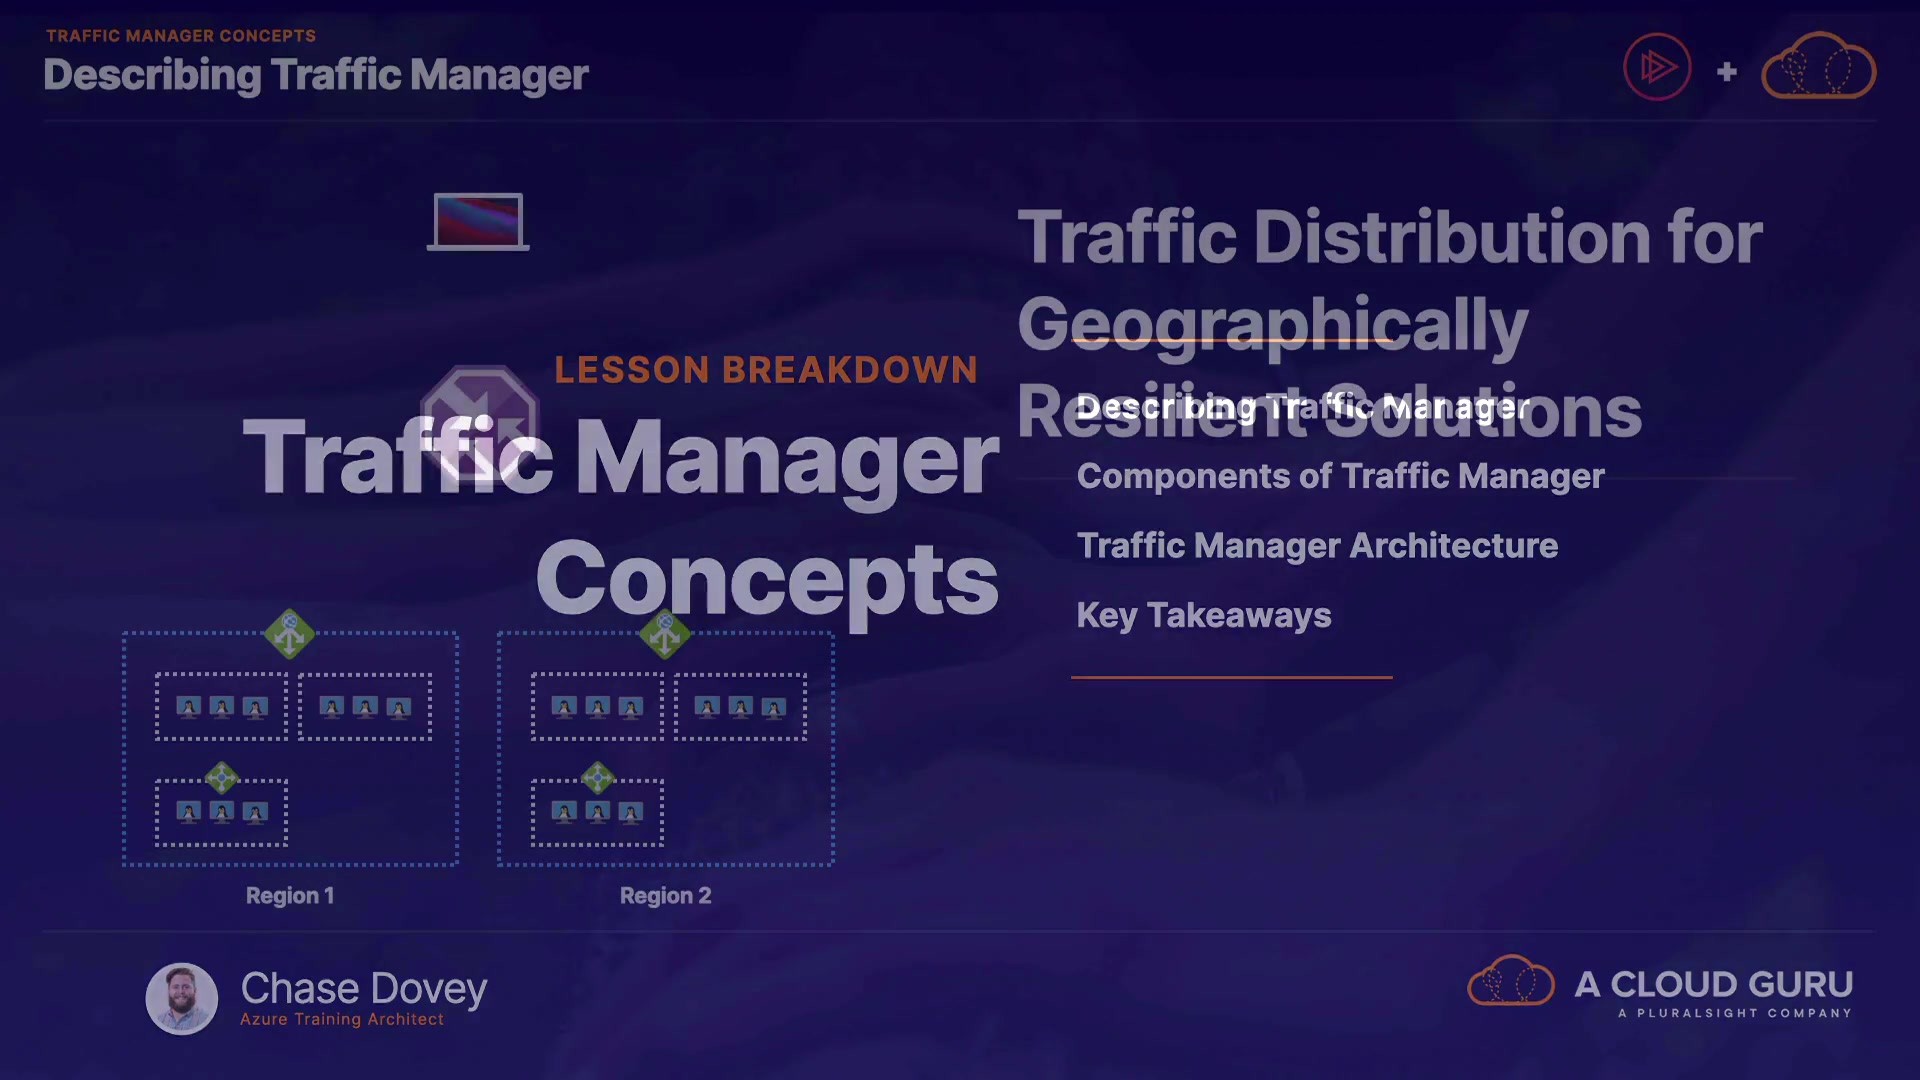 TRAFFIC MANAGER CONCEPTS
Describing Traffic Manager
Traffic Distribution for
Geographically
Resilient Solutions
LESSON BREAKDOWN
Traffic Manager
Concepts
Describing Traffic Manager
Components of Traffic Manager
Traffic Manager Architecture
Key Takeaways
Region 1
Region 2
Chase Dovey
Azure Training Architect
A CLOUD GURU
A PLURALSIGHT COMPANY